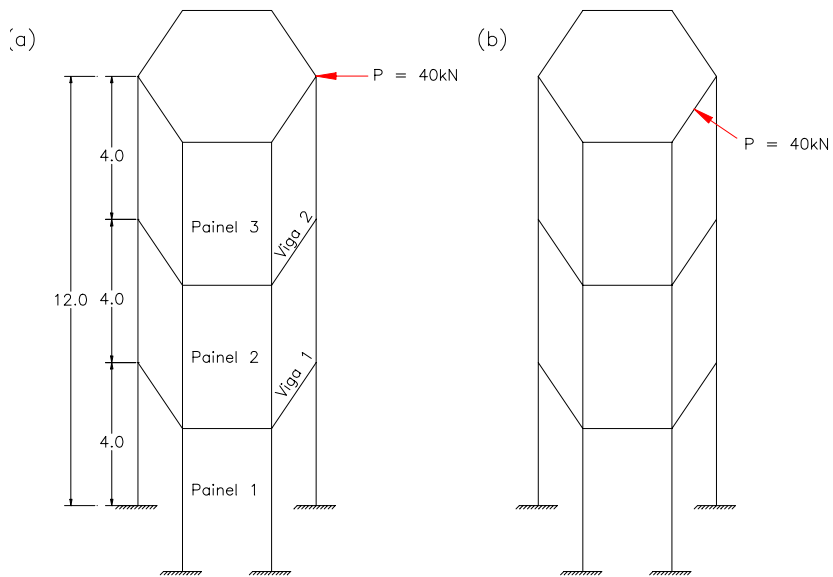 (a)
P = 40kN
4.0
Painel 3
Viga 2
12.0
4.0
Painel 2
Viga 1
4.0
Painel 1
(b)
P = 40kN